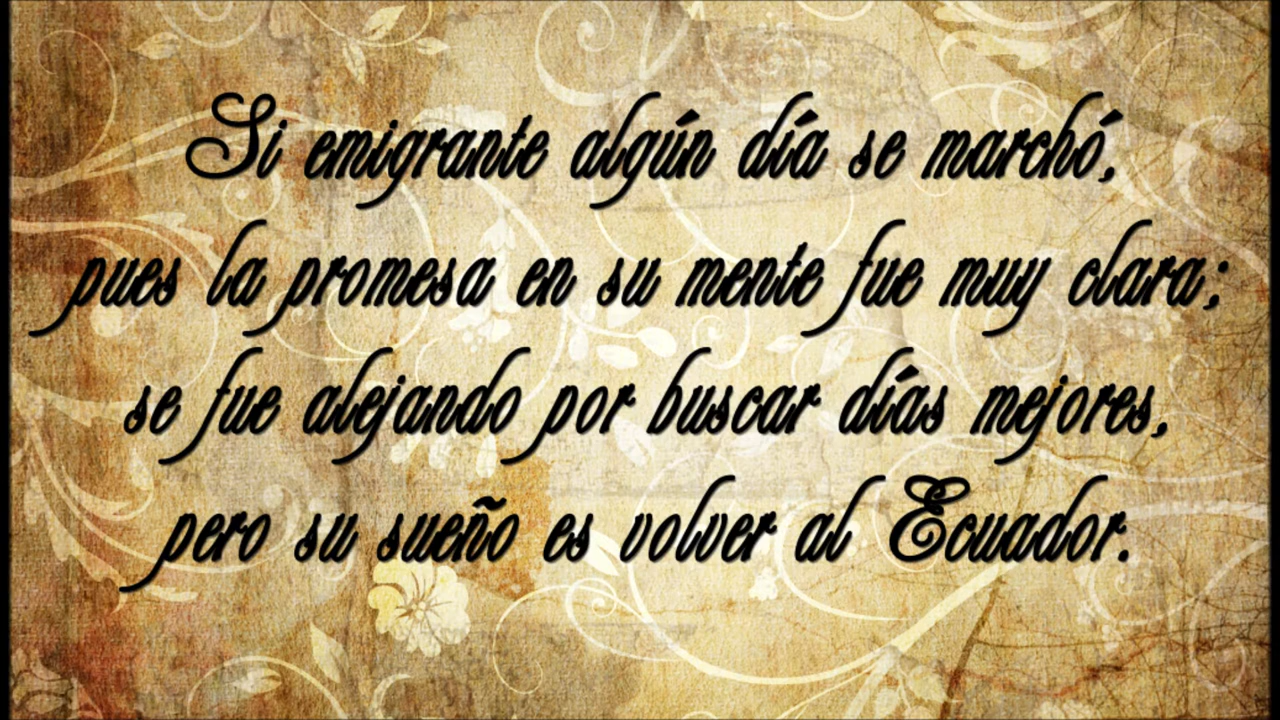 Si emigrante algún día se marchó,
pues la promesa en su mente fue muy clara;
se fue alejando por buscar días mejores,
pero su sueño es volver al Ecuador.